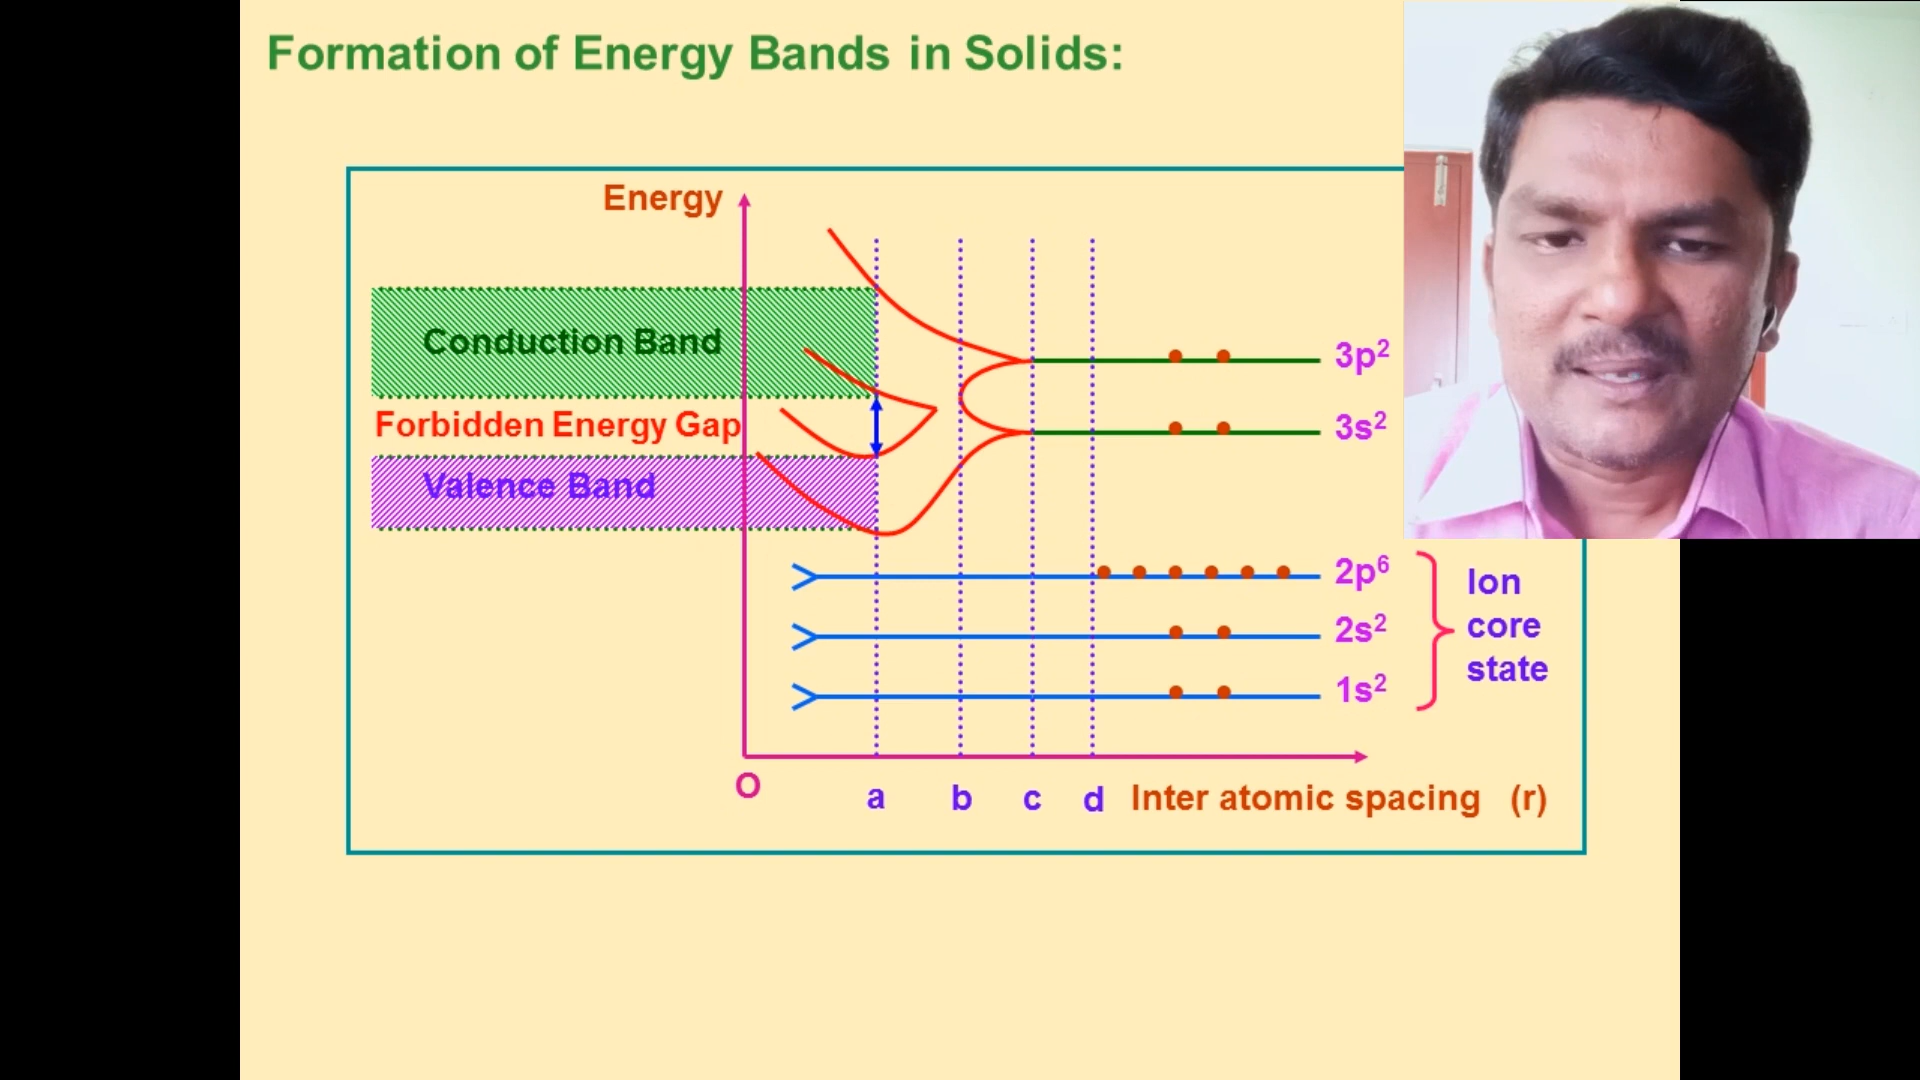 Formation of Energy Bands in Solids:
Energy
Conduction Band
3p²
Forbidden Energy Gap
3s²
Valence Band
2p⁶
Ion
core
state
2s²
1s²
O
a b c d Inter atomic spacing (r)